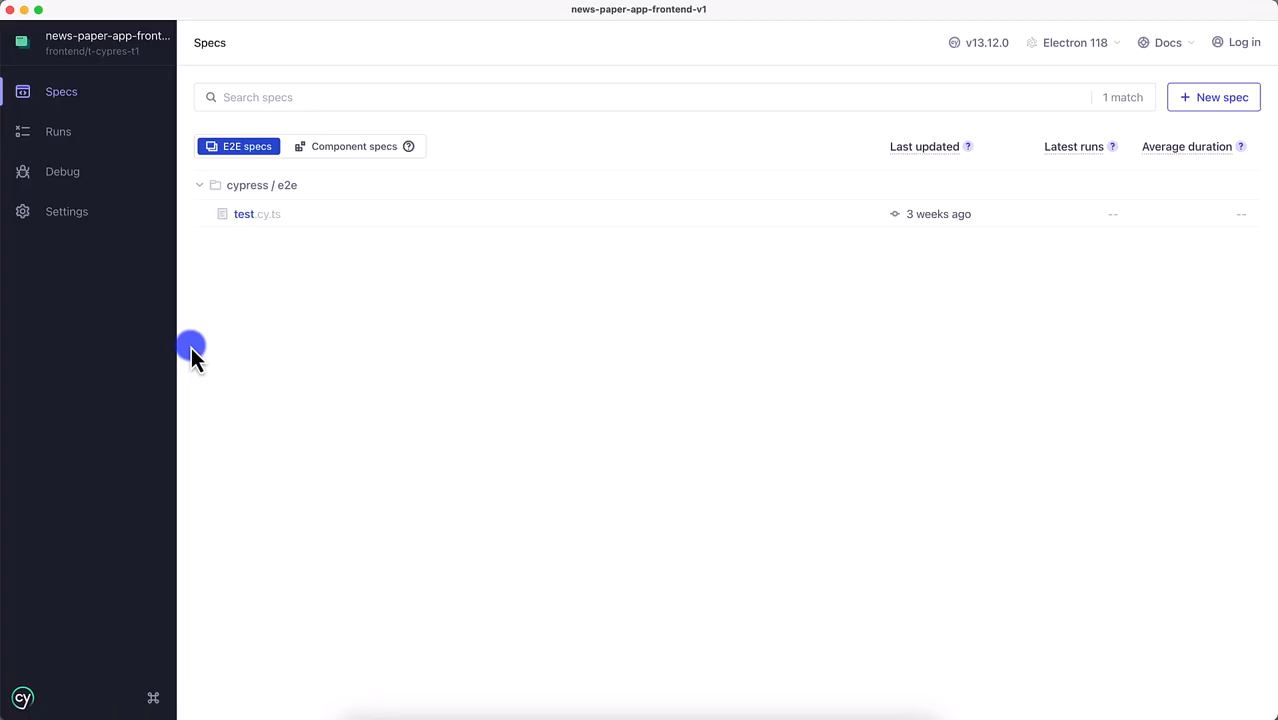 news-paper-app-frontend-v1
news-paper-app-front...
frontend/t-cypres-t1
Specs
Runs
Debug
Settings
cy
Specs
v13.12.0
Electron 118
Docs
Log in
Search specs
1 match
+ New spec
E2E specs
Component specs ?
Last updated ?
Latest runs ?
Average duration ?
cypress / e2e
test.cy.ts
3 weeks ago
--
--